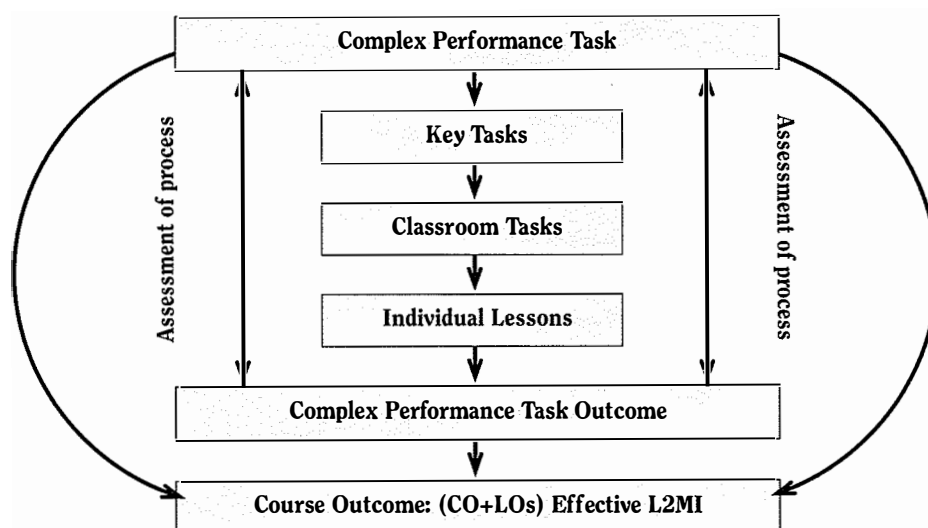 Complex Performance Task
Key Tasks
Classroom Tasks
Individual Lessons
Assessment of process
Assessment of process
Complex Performance Task Outcome
Course Outcome: (CO+LOs) Effective L2MI